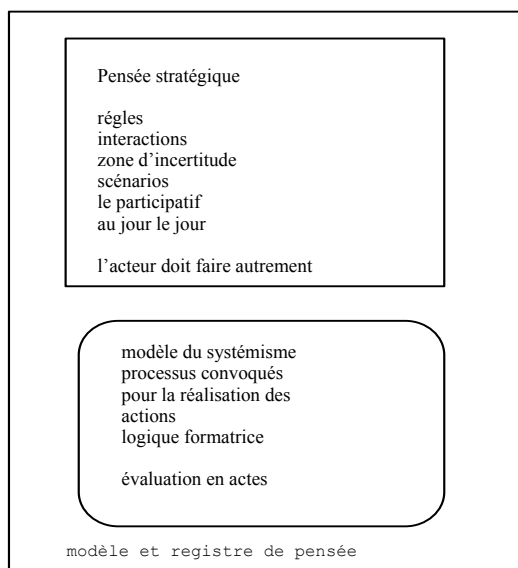 Pensée stratégique
régles
interactions
zone d'incertitude
scénarios
le participatif
au jour le jour
l'acteur doit faire autrement
modèle du systémisme
processus convoqués
pour la réalisation des
actions
logique formatrice
évaluation en actes
modèle et registre de pensée